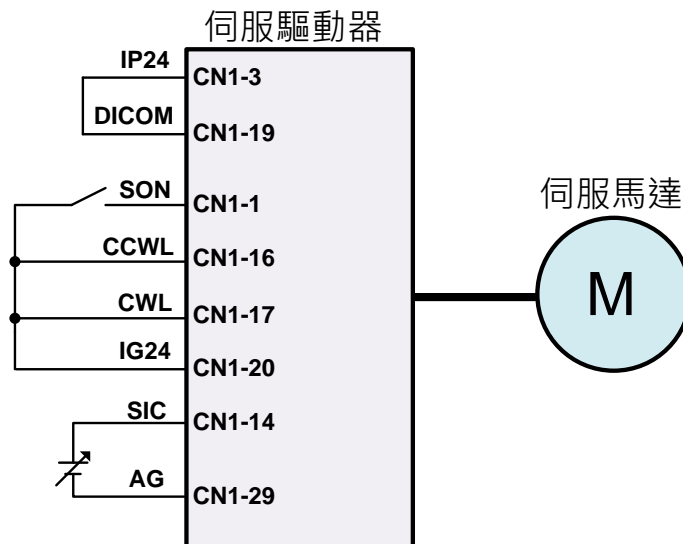 伺服驅動器
IP24 CN1-3
DICOM CN1-19
SON CN1-1
CCWL CN1-16
CWL CN1-17
IG24 CN1-20
SIC CN1-14
AG CN1-29
伺服馬達
M